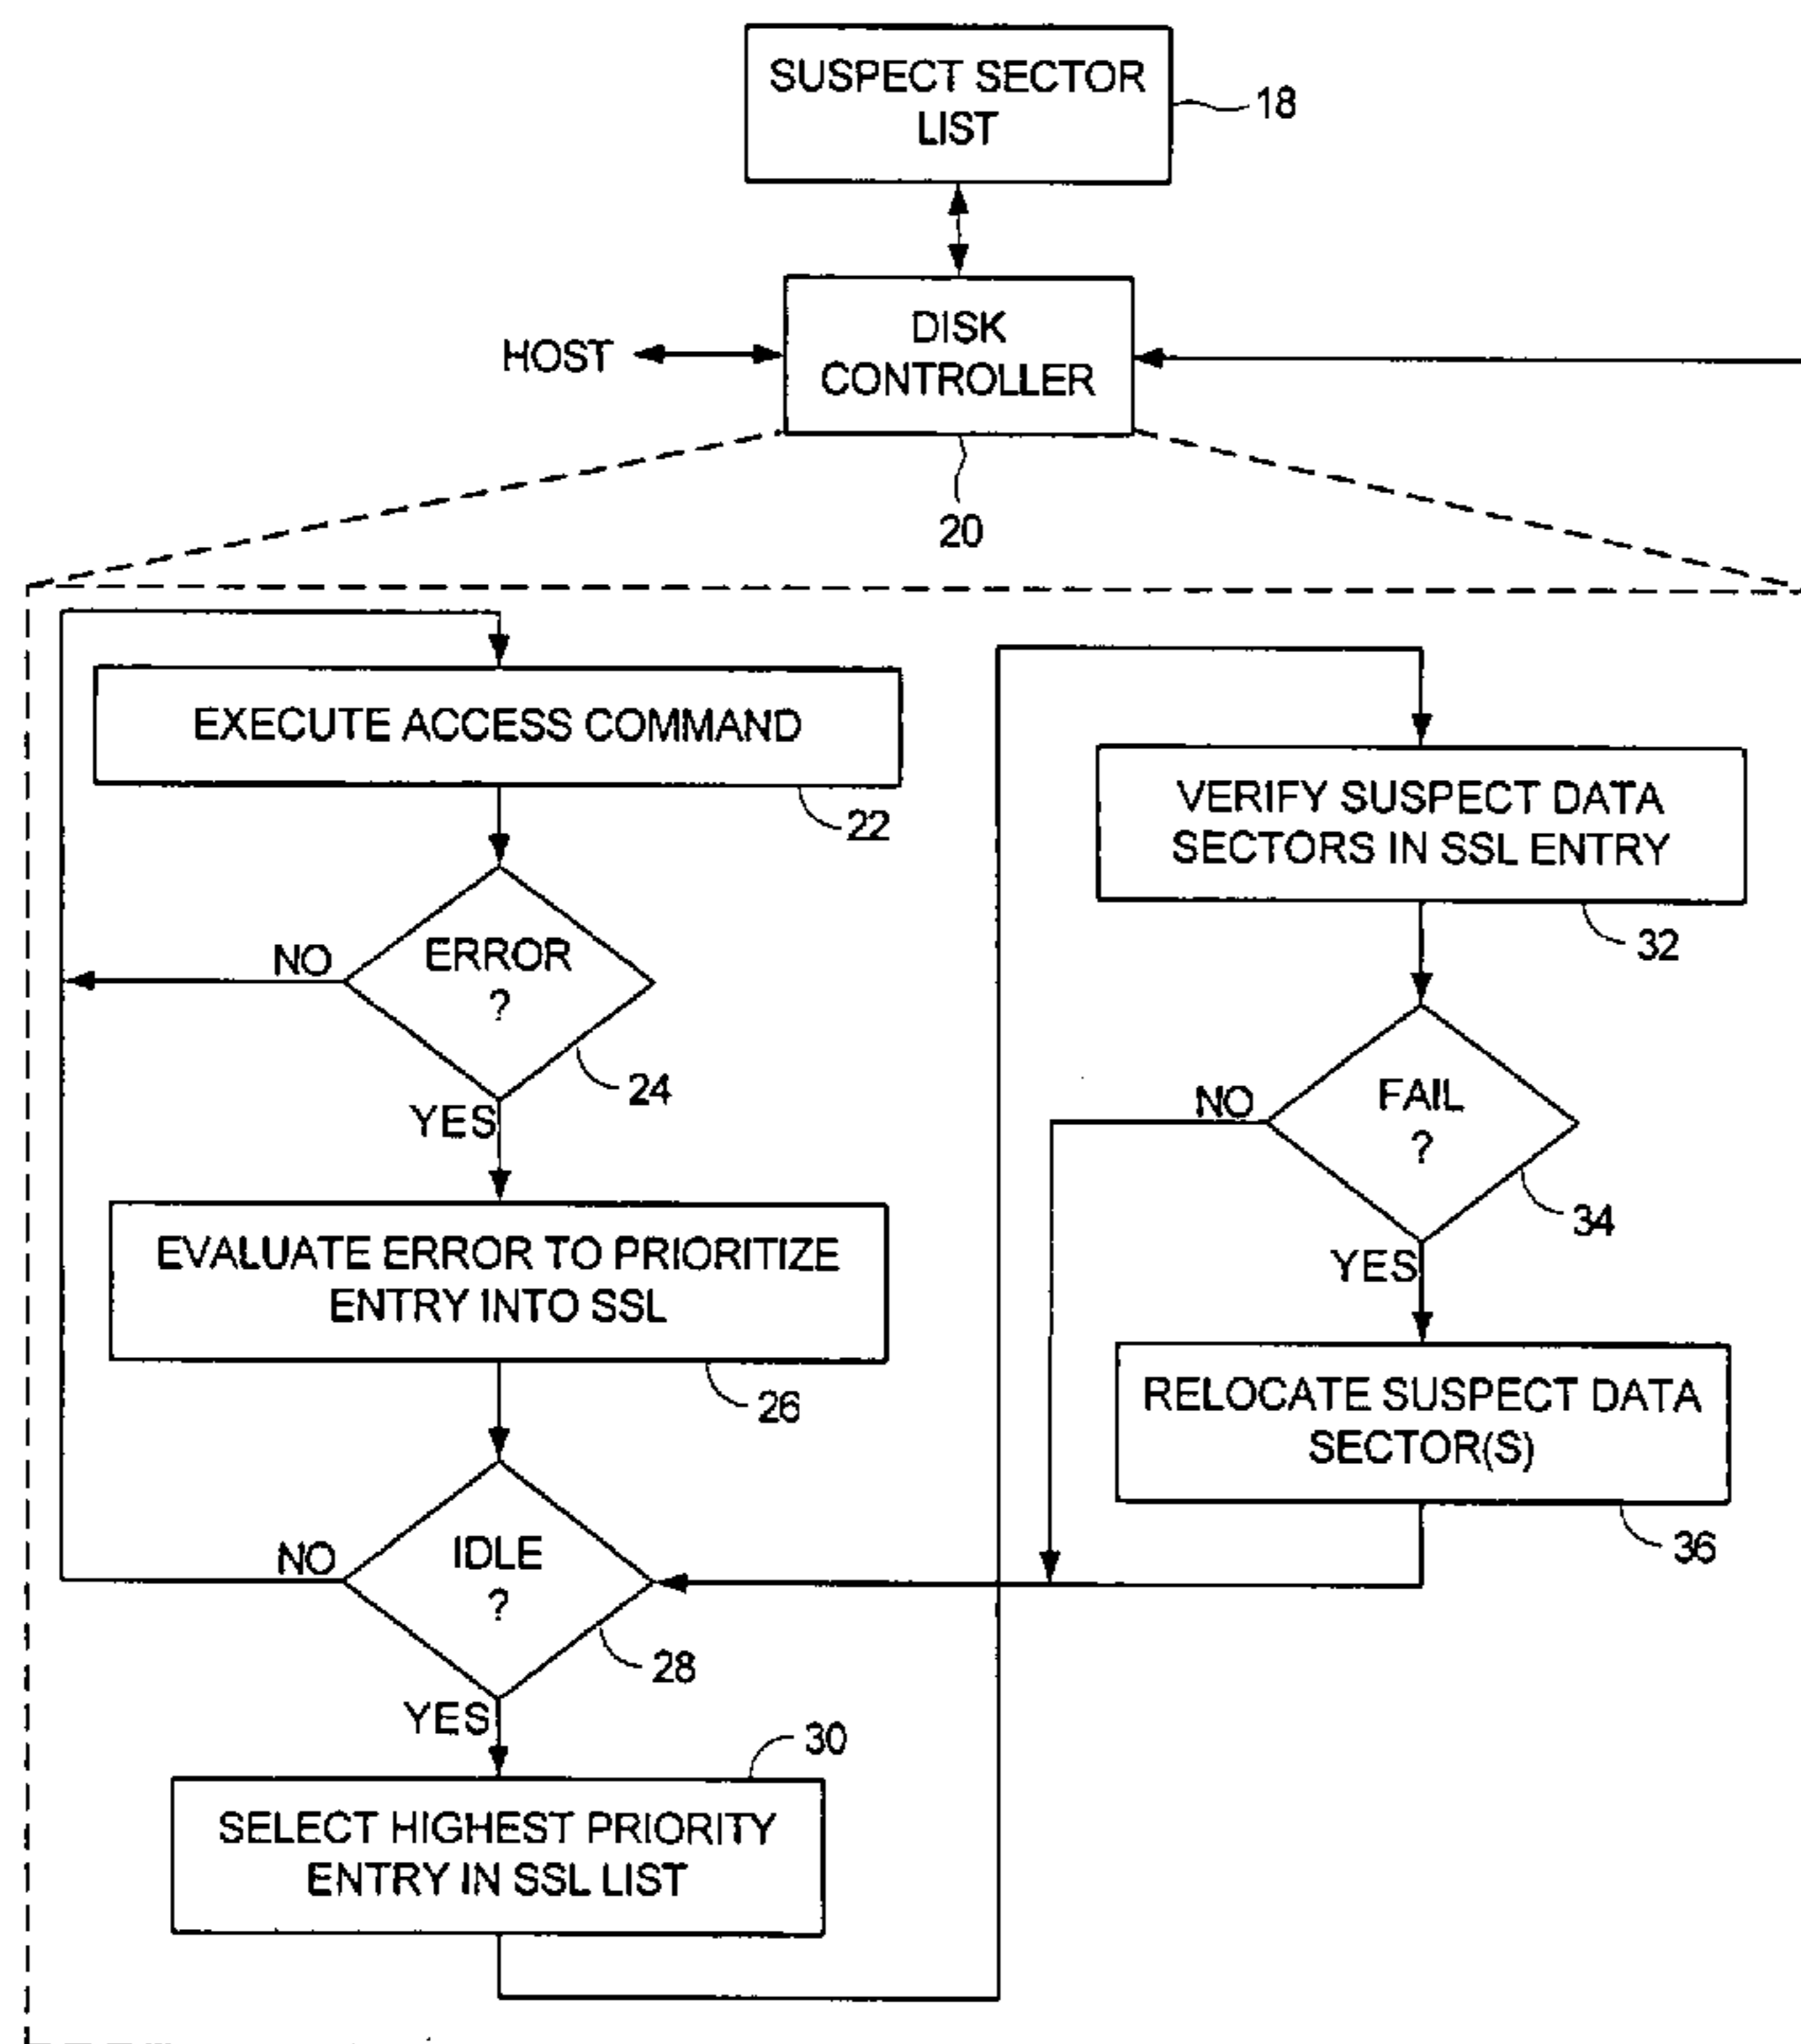 SUSPECT SECTOR
LIST
18
DISK
CONTROLLER
HOST
20
EXECUTE ACCESS COMMAND
22
ERROR
?
NO
24
YES
EVALUATE ERROR TO PRIORITIZE
ENTRY INTO SSL
26
IDLE
?
NO
28
YES
30
SELECT HIGHEST PRIORITY
ENTRY IN SSL LIST
VERIFY SUSPECT DATA
SECTORS IN SSL ENTRY
32
FAIL
?
NO
34
YES
RELOCATE SUSPECT DATA
SECTOR(S)
36